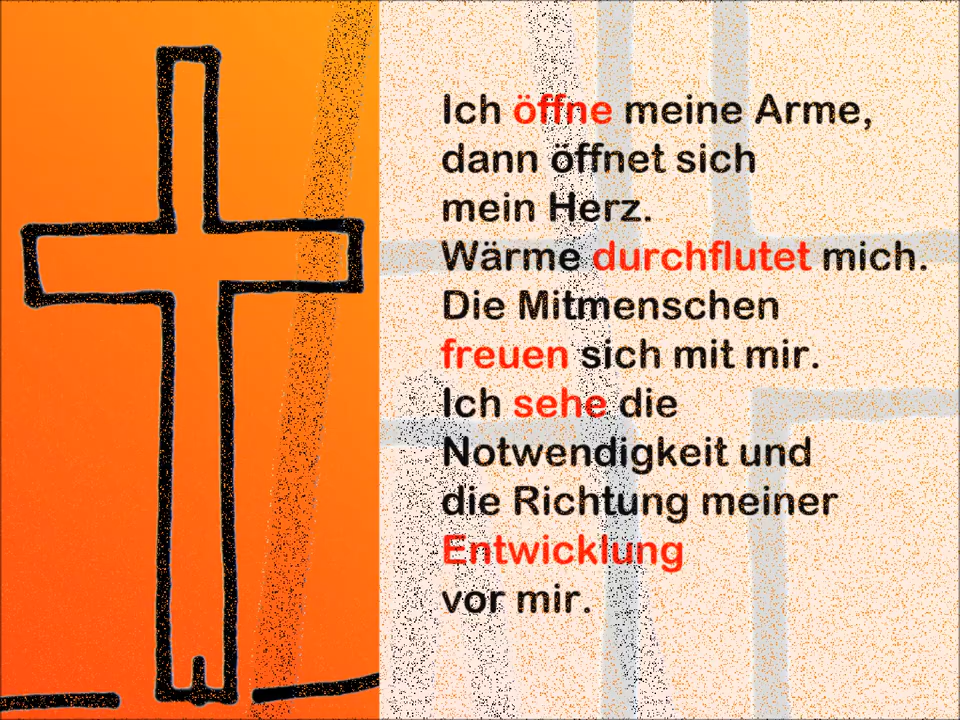 Ich öffne meine Arme,
dann öffnet sich
mein Herz.
Wärme durchflutet mich.
Die Mitmenschen
freuen sich mit mir.
Ich sehe die
Notwendigkeit und
die Richtung meiner
Entwicklung
vor mir.